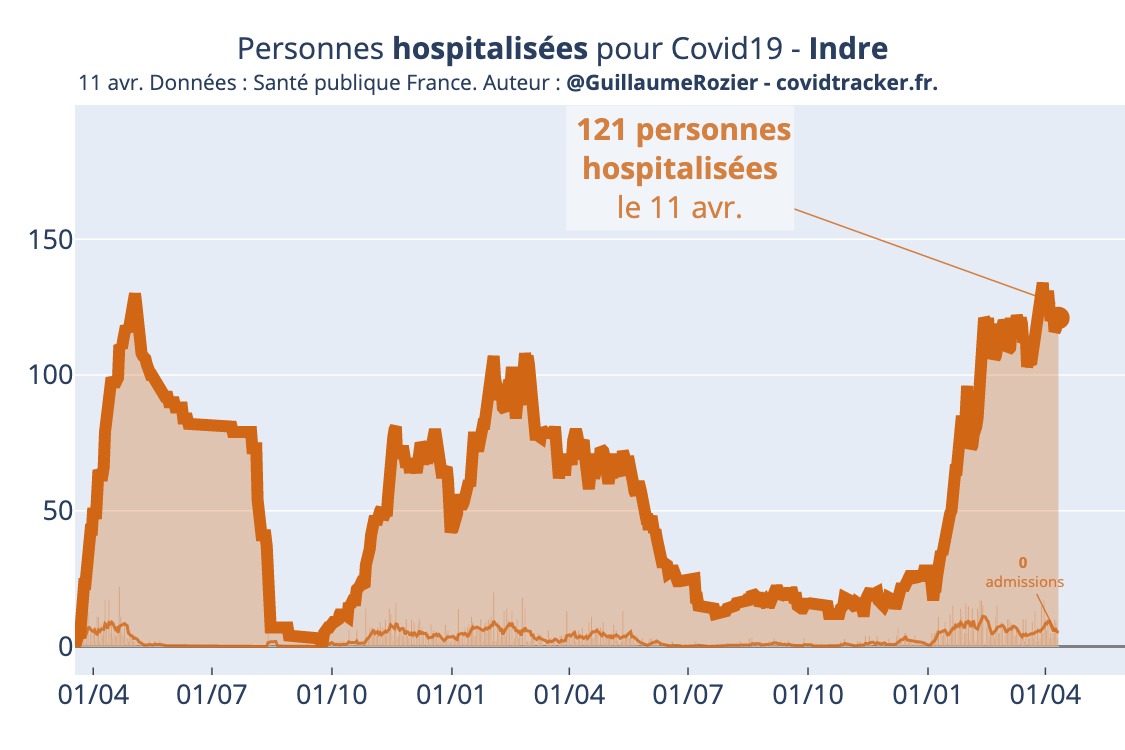 Personnes hospitalisées pour Covid19 - Indre
11 avr. Données : Santé publique France. Auteur : @GuillaumeRozier - covidtracker.fr.
121 personnes
hospitalisées
le 11 avr.
150
100
50
0
0
admissions
01/04 01/07 01/10 01/01 01/04 01/07 01/10 01/01 01/04